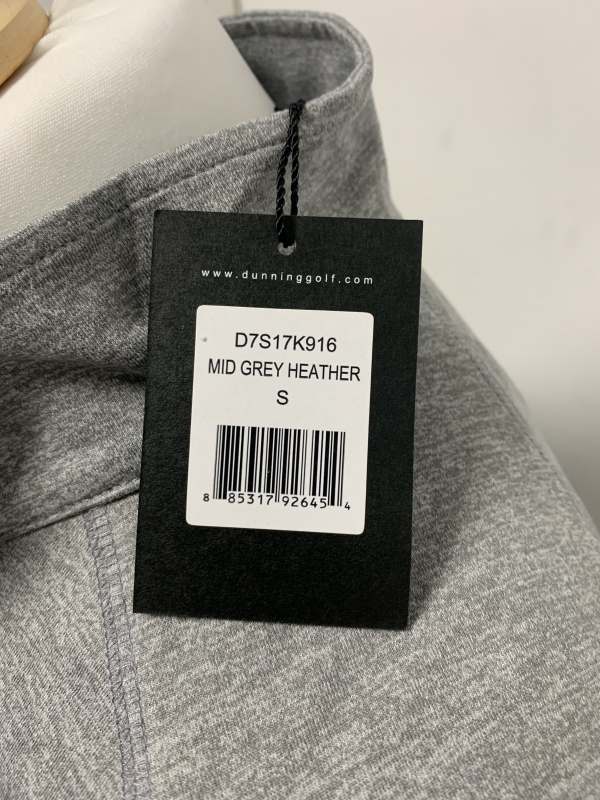 www.dunninggolf.com
D7S17K916
MID GREY HEATHER
S
8 85317 92645 4